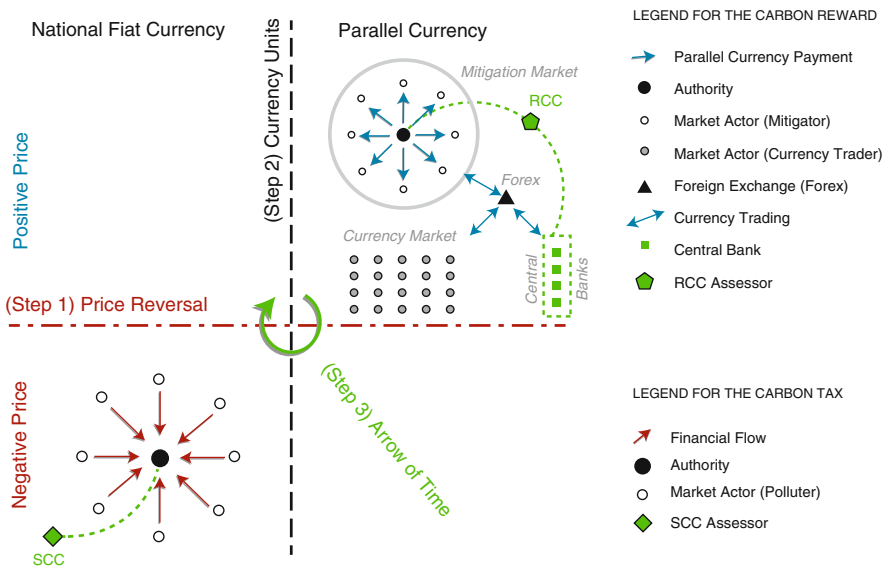 National Fiat Currency
Parallel Currency
(Step 2) Currency Units
Positive Price
Mitigation Market
RCC
Forex
Currency Market
Central
Banks
(Step 1) Price Reversal
(Step 3) Arrow of Time
Negative Price
SCC
LEGEND FOR THE CARBON REWARD
Parallel Currency Payment
Authority
Market Actor (Mitigator)
Market Actor (Currency Trader)
Foreign Exchange (Forex)
Currency Trading
Central Bank
RCC Assessor
LEGEND FOR THE CARBON TAX
Financial Flow
Authority
Market Actor (Polluter)
SCC Assessor